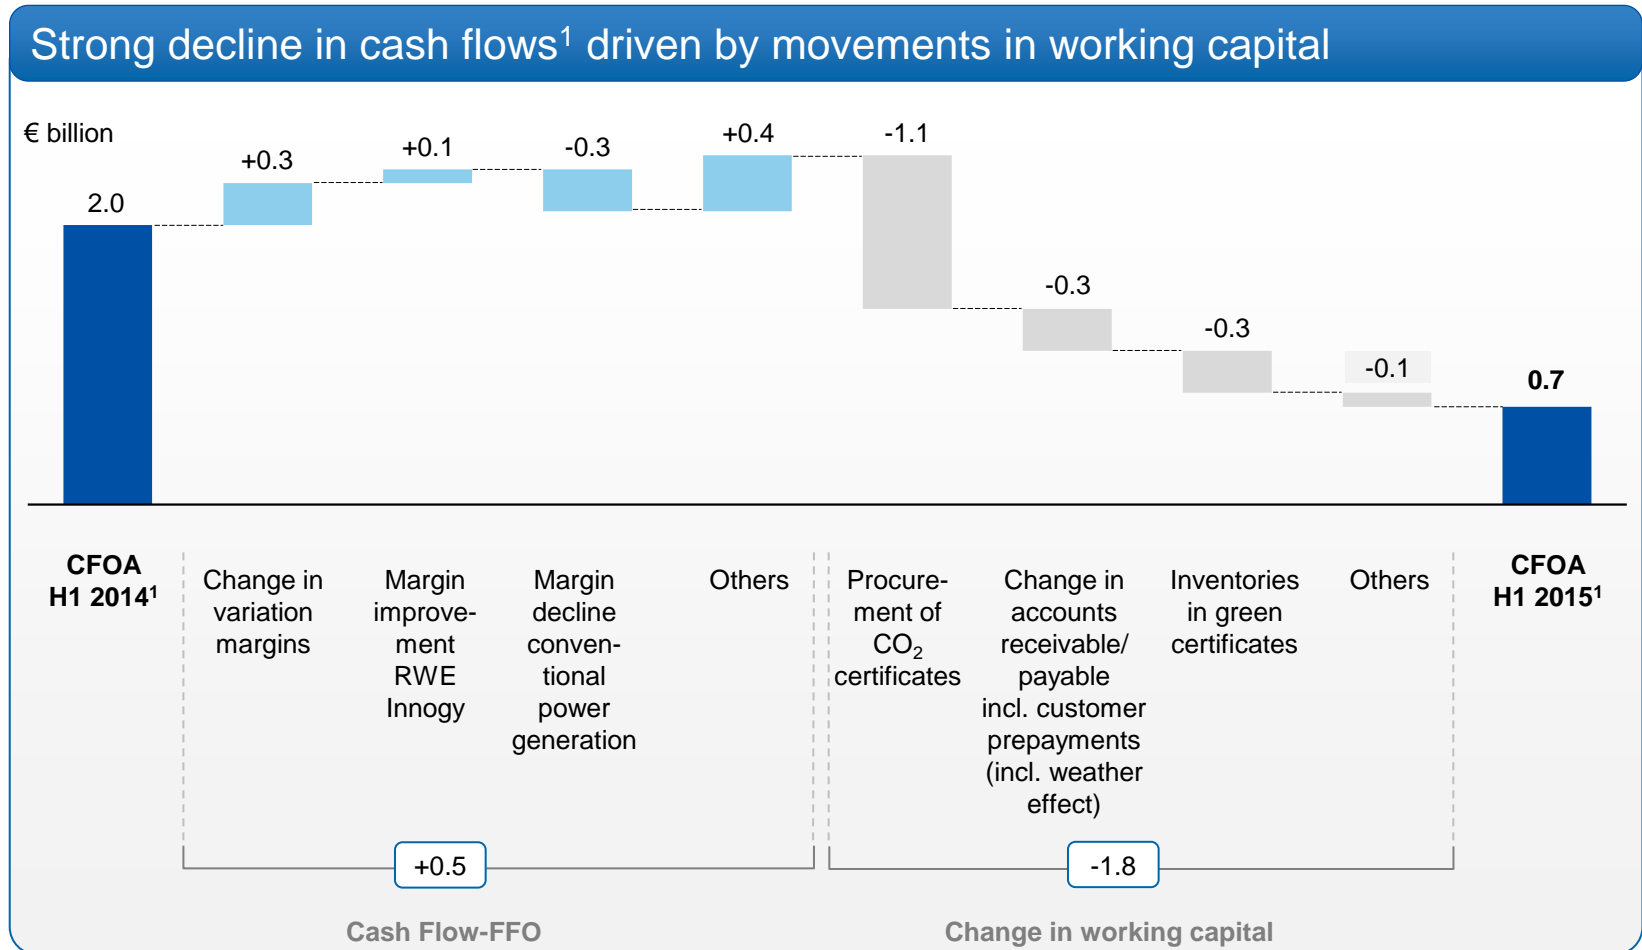 Strong decline in cash flows¹ driven by movements in working capital
€ billion
2.0
+0.3
+0.1
-0.3
+0.4
-1.1
-0.3
-0.3
-0.1
0.7
CFOA
H1 2014¹
Change in
variation
margins
Margin
improve-
ment
RWE
Innogy
Margin
decline
conven-
tional
power
generation
Others
Procure-
ment of
CO₂
certificates
Change in
accounts
receivable/
payable
incl. customer
prepayments
(incl. weather
effect)
Inventories
in green
certificates
Others
CFOA
H1 2015¹
+0.5
-1.8
Cash Flow-FFO
Change in working capital